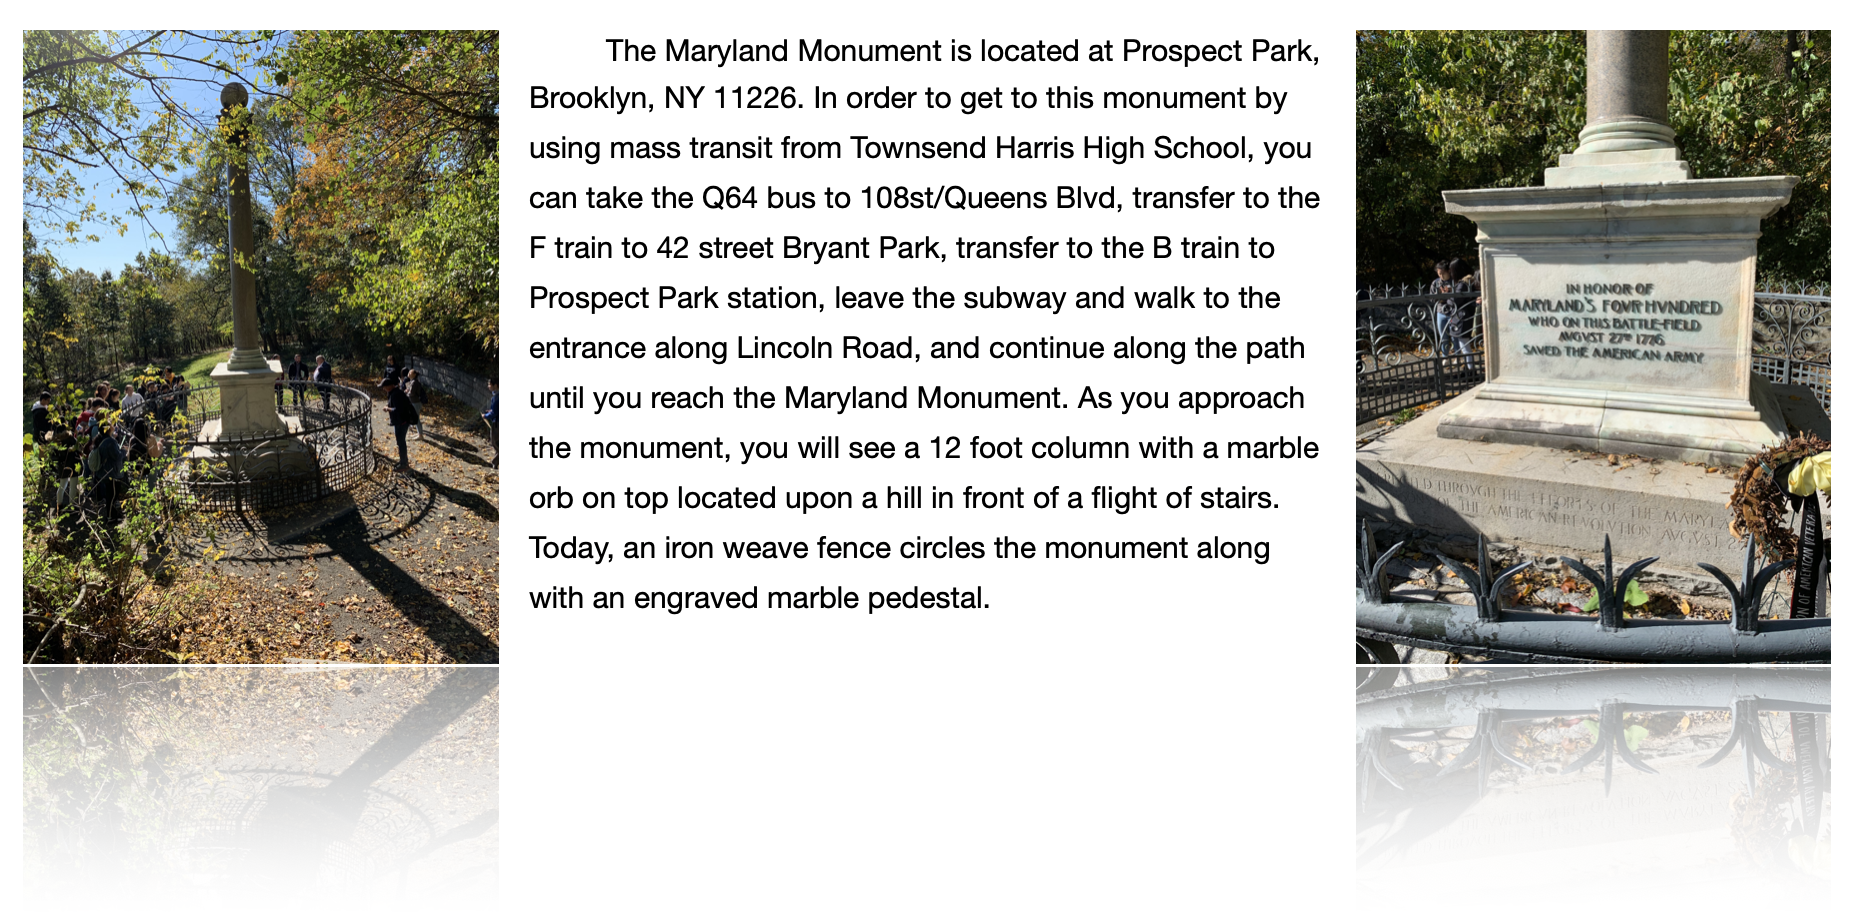 The Maryland Monument is located at Prospect Park,
Brooklyn, NY 11226. In order to get to this monument by
using mass transit from Townsend Harris High School, you
can take the Q64 bus to 108st/Queens Blvd, transfer to the
F train to 42 street Bryant Park, transfer to the B train to
Prospect Park station, leave the subway and walk to the
entrance along Lincoln Road, and continue along the path
until you reach the Maryland Monument. As you approach
the monument, you will see a 12 foot column with a marble
orb on top located upon a hill in front of a flight of stairs.
Today, an iron weave fence circles the monument along
with an engraved marble pedestal.
IN HONOR OF
MARYLAND'S FOVR HVNDRED
WHO ON THIS BATTLE-FIELD
AVGVST 27TH 1776
SAVED THE AMERICAN ARMY
THROVGH THE EFFORTS OF THE
THE AMERICAN REVOLVTION AVGVST
OF AMERICAN